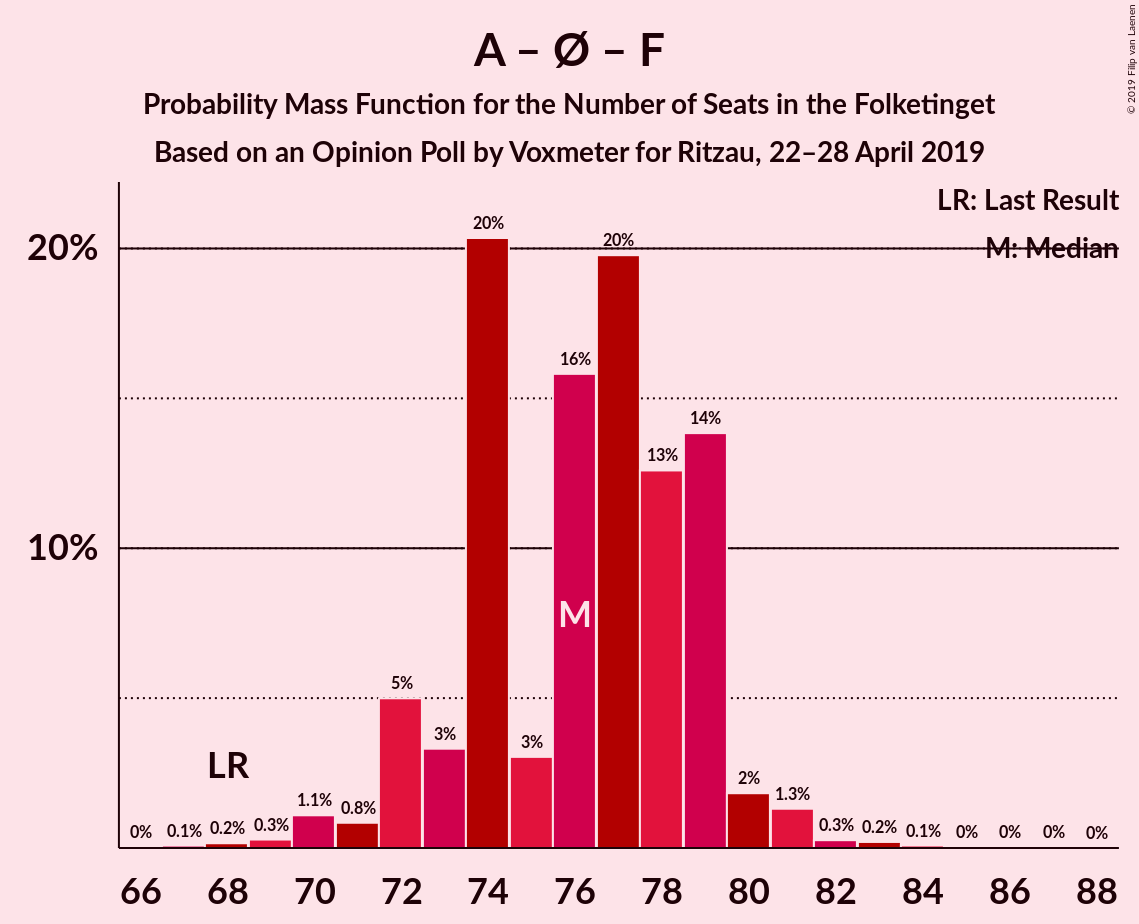 A – Ø – F
Probability Mass Function for the Number of Seats in the Folketinget
Based on an Opinion Poll by Voxmeter for Ritzau, 22–28 April 2019
© 2019 Filip van Laenen
LR: Last Result
M: Median
20%
10%
0%
0.1%
0.2%
0.3%
1.1%
0.8%
5%
3%
20%
3%
16%
20%
13%
14%
2%
1.3%
0.3%
0.2%
0.1%
0%
0%
0%
0%
LR
M
66 68 70 72 74 76 78 80 82 84 86 88